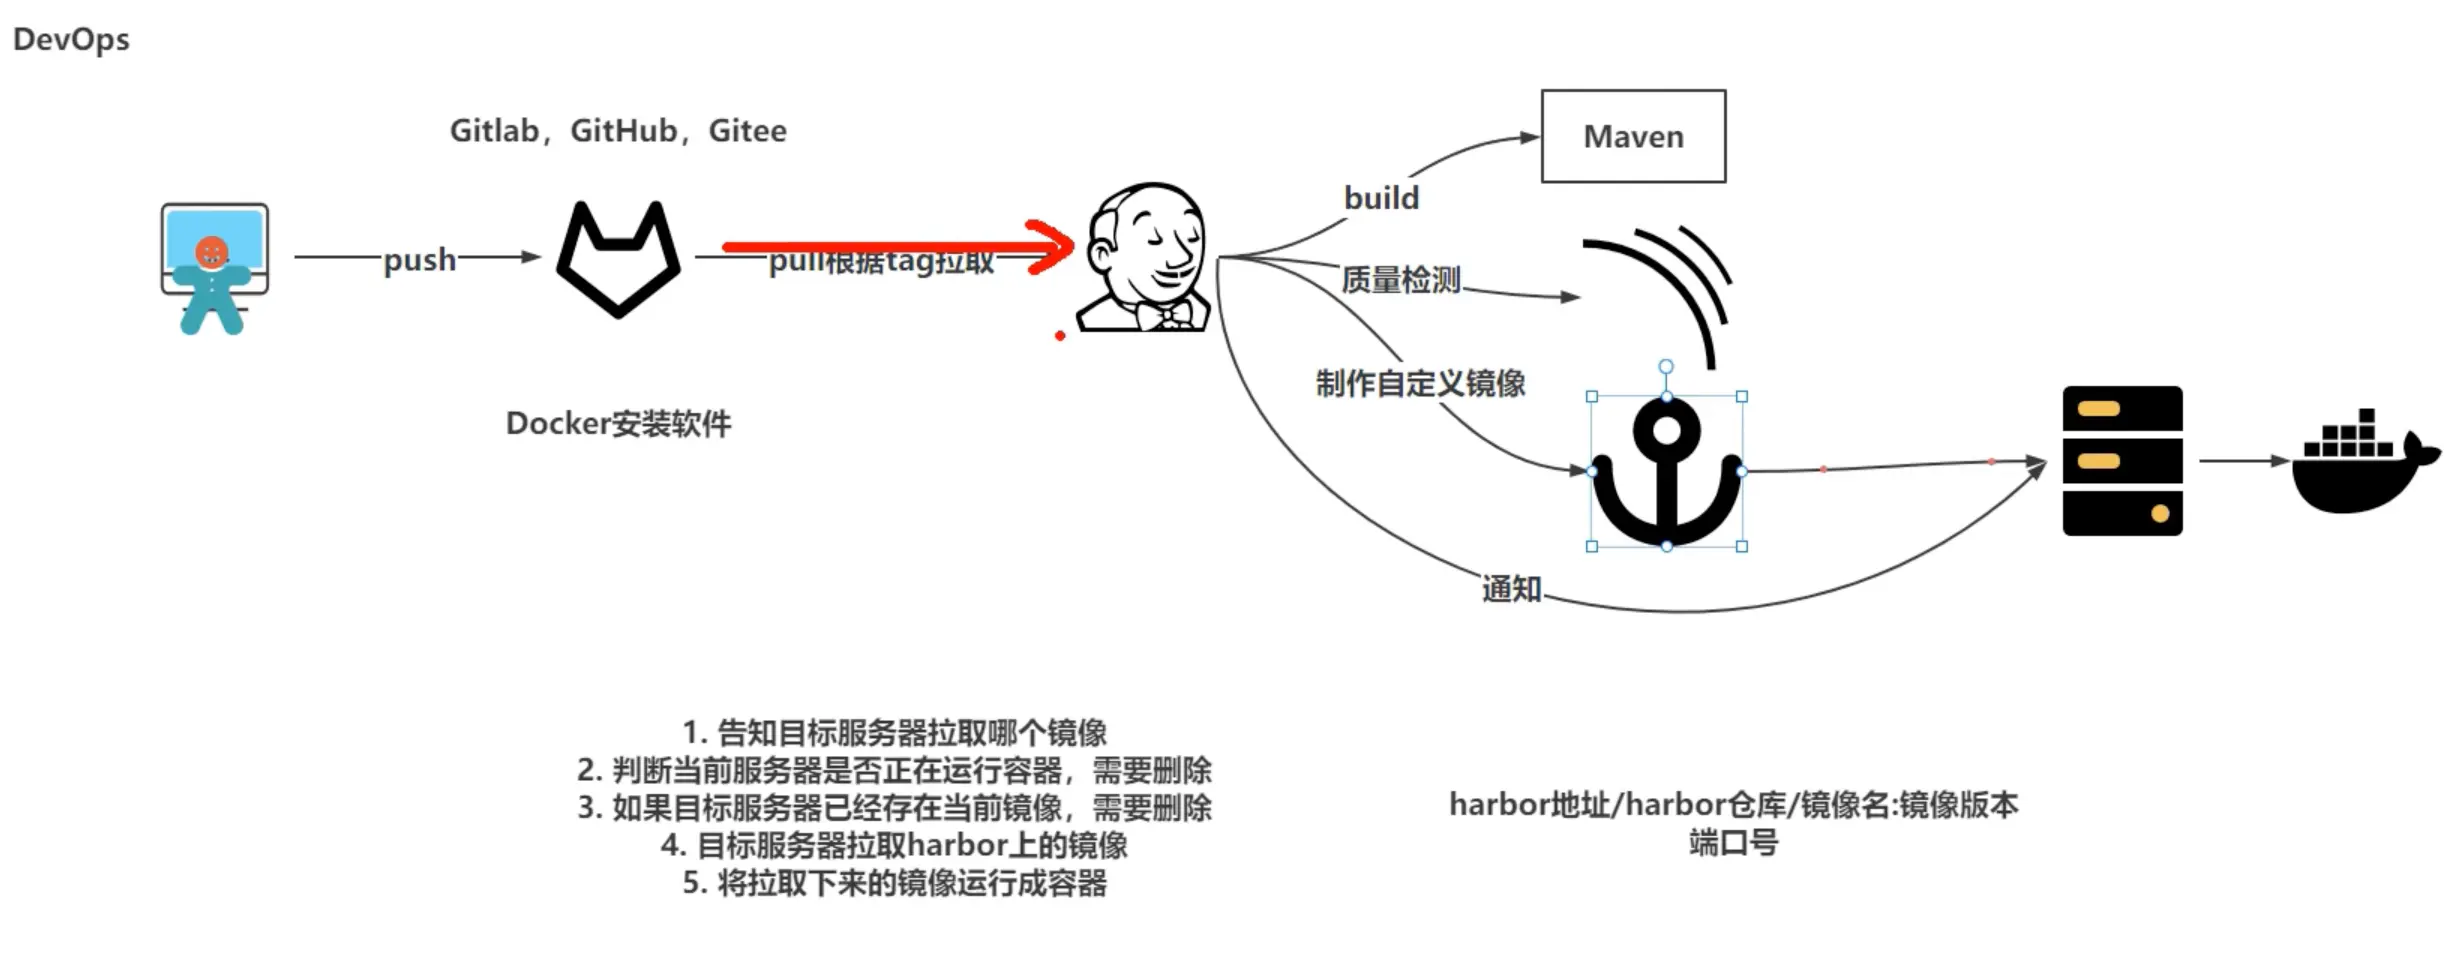 DevOps
Gitlab，GitHub，Gitee
push
pull根据tag拉取
build
Maven
质量检测
制作自定义镜像
Docker安装软件
通知
1. 告知目标服务器拉取哪个镜像
2. 判断当前服务器是否正在运行容器，需要删除
3. 如果目标服务器已经存在当前镜像，需要删除
4. 目标服务器拉取harbor上的镜像
5. 将拉取下来的镜像运行成容器
harbor地址/harbor仓库/镜像名:镜像版本
端口号